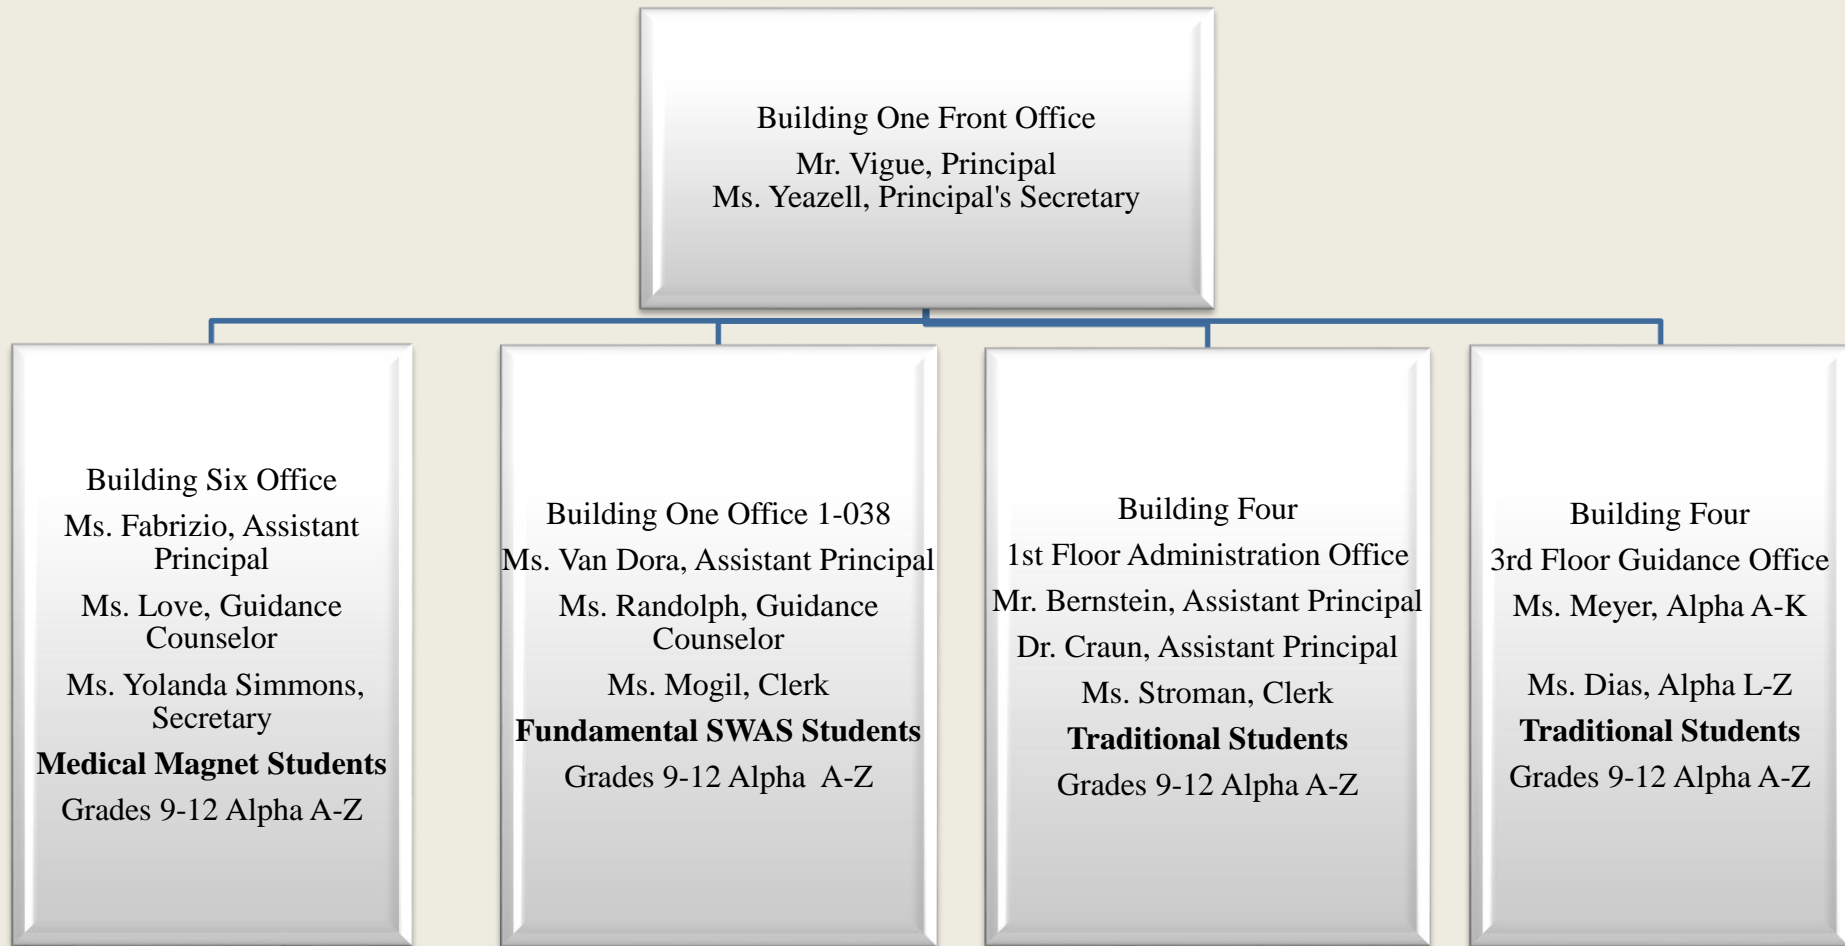 Building One Front Office
Mr. Vigue, Principal
Ms. Yeazell, Principal's Secretary
Building Six Office
Ms. Fabrizio, Assistant
Principal
Ms. Love, Guidance
Counselor
Ms. Yolanda Simmons,
Secretary
Medical Magnet Students
Grades 9-12 Alpha A-Z
Building One Office 1-038
Ms. Van Dora, Assistant Principal
Ms. Randolph, Guidance
Counselor
Ms. Mogil, Clerk
Fundamental SWAS Students
Grades 9-12 Alpha A-Z
Building Four
1st Floor Administration Office
Mr. Bernstein, Assistant Principal
Dr. Craun, Assistant Principal
Ms. Stroman, Clerk
Traditional Students
Grades 9-12 Alpha A-Z
Building Four
3rd Floor Guidance Office
Ms. Meyer, Alpha A-K
Ms. Dias, Alpha L-Z
Traditional Students
Grades 9-12 Alpha A-Z